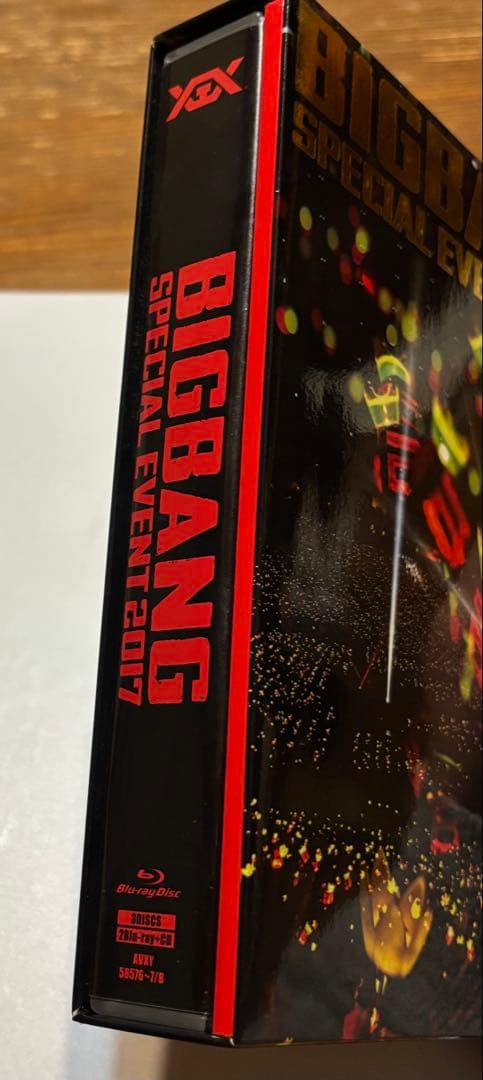 YGEX
BIGBANG
SPECIAL EVENT 2017
Blu-ray Disc
3DISCS
2Blu-ray+CD
AVXY
58576~7/B
BIGBA
SPECIAL EVE